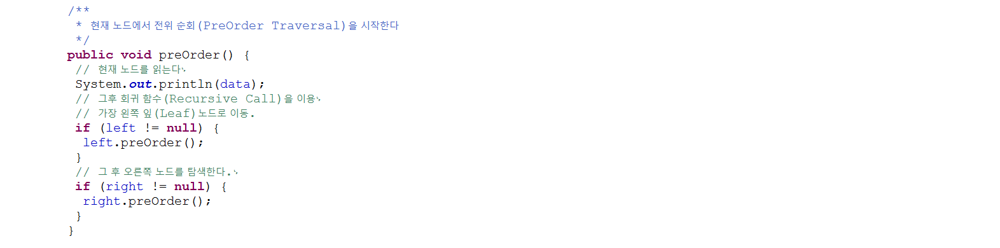 /**
 * 현재 노드에서 전위 순회(PreOrder Traversal)을 시작한다
 */
public void preOrder() {
 // 현재 노드를 읽는다.
 System.out.println(data);
 // 그후 회귀 함수(Recursive Call)을 이용.
 // 가장 왼쪽 잎(Leaf)노드로 이동.
 if (left != null) {
  left.preOrder();
 }
 // 그 후 오른쪽 노드를 탐색한다.
 if (right != null) {
  right.preOrder();
 }
}